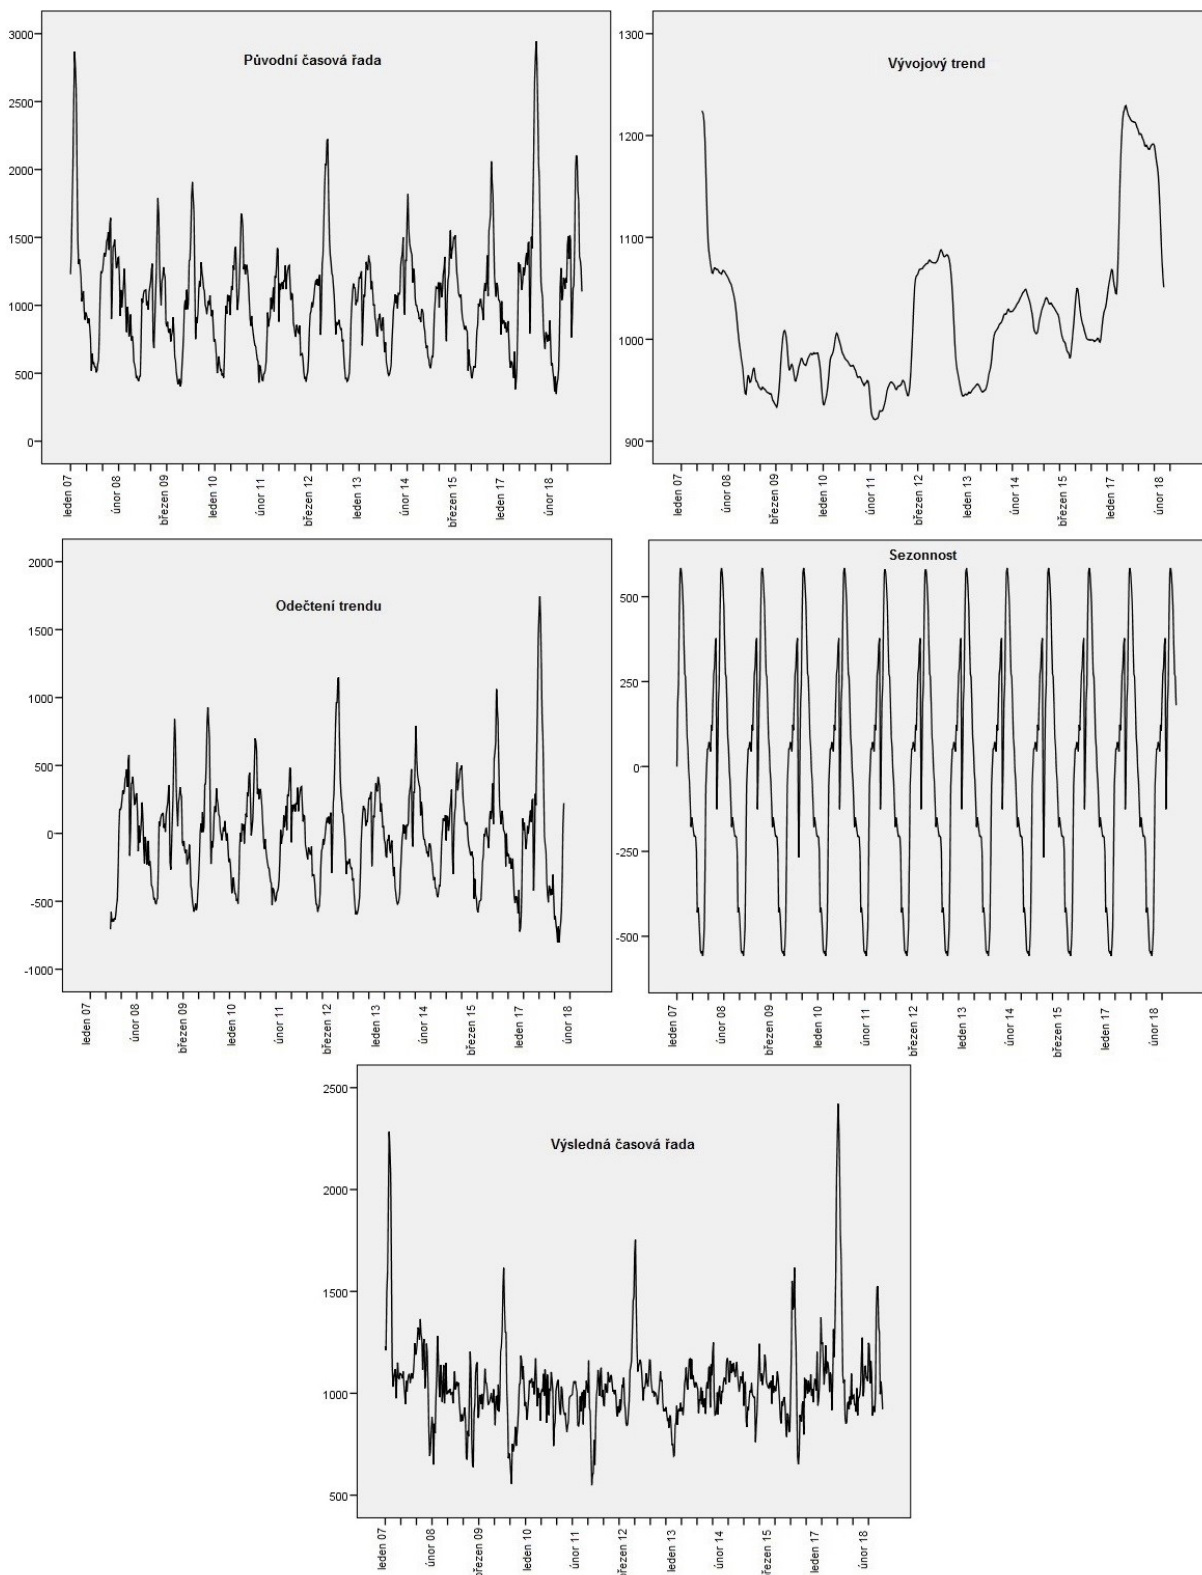 Původní časová řada
3000
2500
2000
1500
1000
500
0
leden 07
únor 08
březen 09
leden 10
únor 11
březen 12
leden 13
únor 14
březen 15
leden 17
únor 18
Vývojový trend
1300
1200
1100
1000
900
leden 07
únor 08
březen 09
leden 10
únor 11
březen 12
leden 13
únor 14
březen 15
leden 17
únor 18
Odečtení trendu
2000
1500
1000
500
0
-500
-1000
leden 07
únor 08
březen 09
leden 10
únor 11
březen 12
leden 13
únor 14
březen 15
leden 17
únor 18
Sezonnost
500
250
0
-250
-500
leden 07
únor 08
březen 09
leden 10
únor 11
březen 12
leden 13
únor 14
březen 15
leden 17
únor 18
Výsledná časová řada
2500
2000
1500
1000
500
leden 07
únor 08
březen 09
leden 10
únor 11
březen 12
leden 13
únor 14
březen 15
leden 17
únor 18